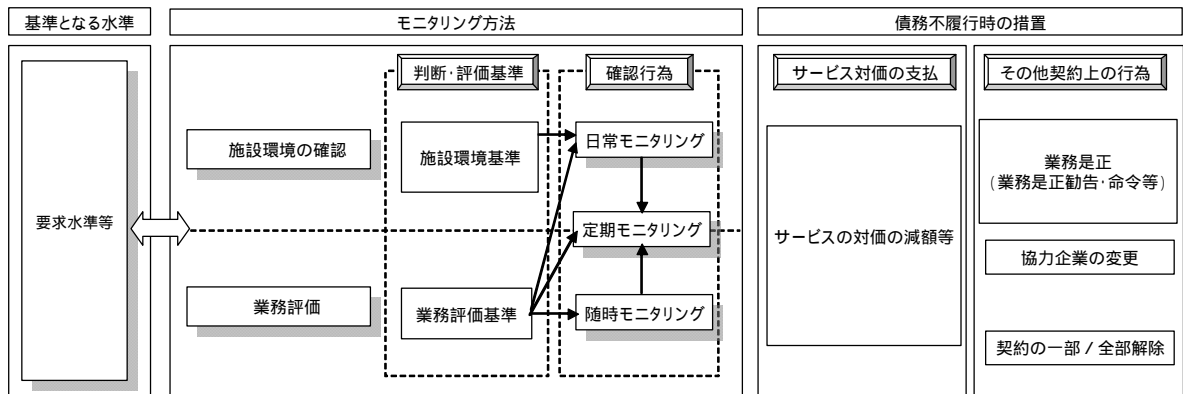 基準となる水準
モニタリング方法
債務不履行時の措置
判断・評価基準
確認行為
サービス対価の支払
その他契約上の行為
要求水準等
施設環境の確認
施設環境基準
日常モニタリング
定期モニタリング
業務評価
業務評価基準
随時モニタリング
サービスの対価の減額等
業務是正
(業務是正勧告・命令等)
協力企業の変更
契約の一部/全部解除